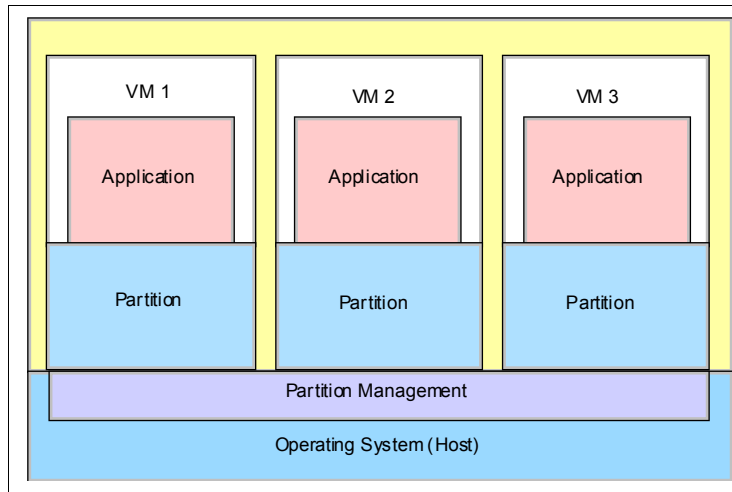 VM 1
VM 2
VM 3
Application
Application
Application
Partition
Partition
Partition
Partition Management
Operating System (Host)